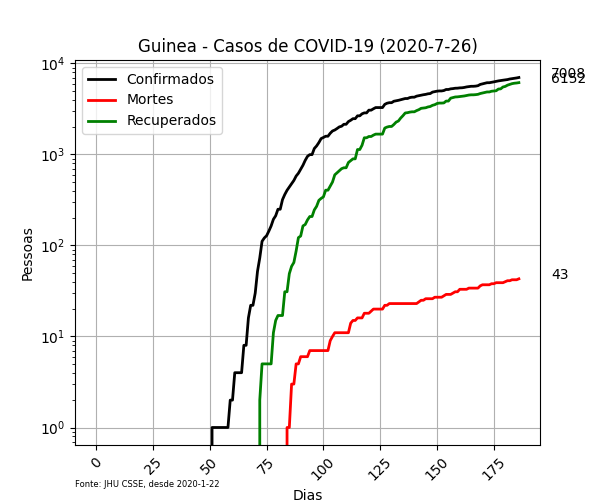 Guinea - Casos de COVID-19 (2020-7-26)
Confirmados
Mortes
Recuperados
10^4
10^3
10^2
10^1
10^0
Pessoas
7008
6152
43
0 25 50 75 100 125 150 175
Dias
Fonte: JHU CSSE, desde 2020-1-22